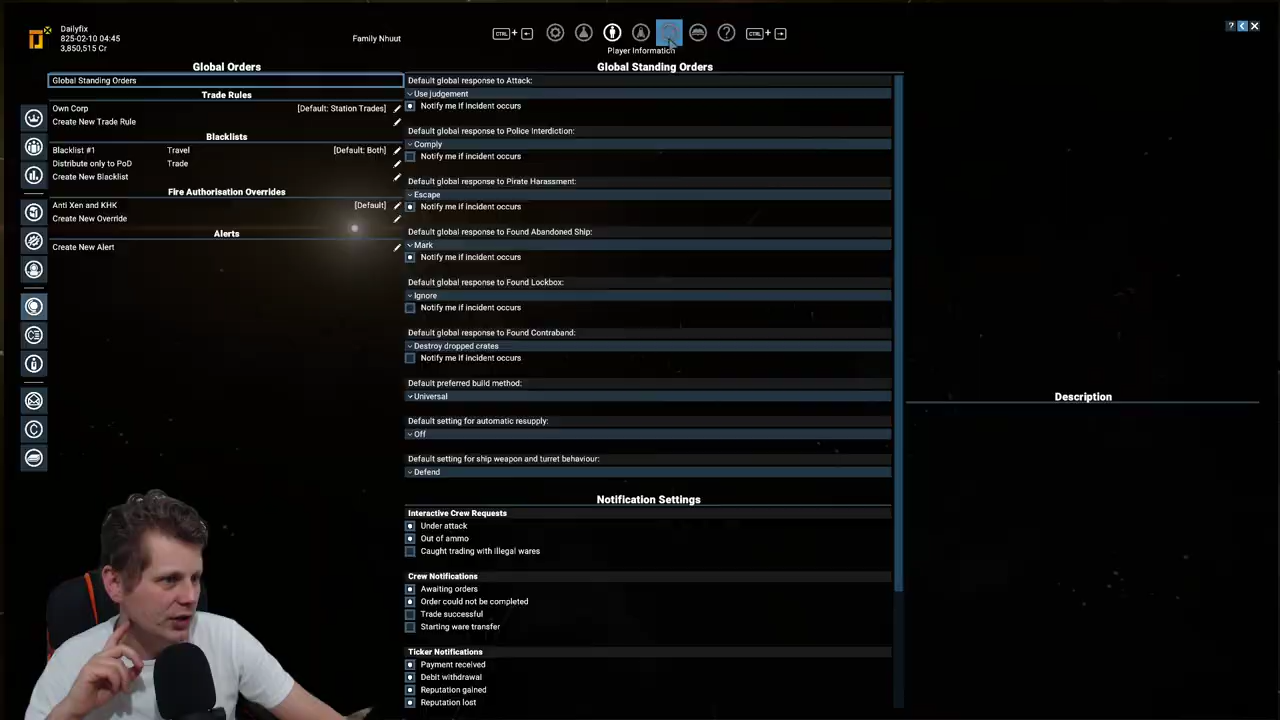 Dailyfix
825-02-10 04:45
3,850,515 Cr
Family Nhuut
CTRL + ←
?
CTRL + →
Player Information
? 
Global Orders
Global Standing Orders
Trade Rules
Own Corp [Default: Station Trades]
Create New Trade Rule
Blacklists
Blacklist #1 Travel [Default: Both]
Distribute only to PoD Trade
Create New Blacklist
Fire Authorisation Overrides
Anti Xen and KHK [Default]
Create New Override
Alerts
Create New Alert
Global Standing Orders
Default global response to Attack:
Use judgement
Notify me if incident occurs
Default global response to Police Interdiction:
Comply
Notify me if incident occurs
Default global response to Pirate Harassment:
Escape
Notify me if incident occurs
Default global response to Found Abandoned Ship:
Mark
Notify me if incident occurs
Default global response to Found Lockbox:
Ignore
Notify me if incident occurs
Default global response to Found Contraband:
Destroy dropped crates
Notify me if incident occurs
Default preferred build method:
Universal
Default setting for automatic resupply:
Off
Default setting for ship weapon and turret behaviour:
Defend
Notification Settings
Interactive Crew Requests
Under attack
Out of ammo
Caught trading with illegal wares
Crew Notifications
Awaiting orders
Order could not be completed
Trade successful
Starting ware transfer
Ticker Notifications
Payment received
Debit withdrawal
Reputation gained
Reputation lost
Description